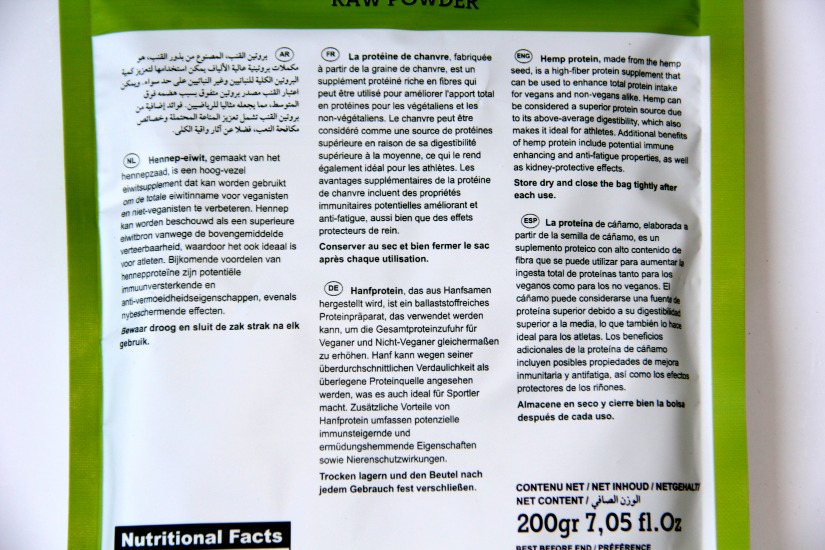 RAW POWDER
AR بروتين القنب، المصنوع من بذور القنب، هو
مكملات بروتينية عالية الألياف يمكن استخدامها لتعزيز كمية
البروتين الكلية للنباتيين وغير النباتيين على حد سواء. ويمكن
اعتبار القنب مصدر بروتين متفوق بسبب هضمه فوق
المتوسط، مما يجعله مثاليا للرياضيين. فوائد إضافية من
بروتين القنب تشمل تعزيز المناعة المحتملة وخصائص
مكافحة التعب، فضلا عن آثار واقية الكلى.
NL Hennep-eiwit, gemaakt van het
hennepzaad, is een hoog-vezel
eiwitsupplement dat kan worden gebruikt
om de totale eiwitinname voor veganisten
en niet-veganisten te verbeteren. Hennep
kan worden beschouwd als een superieure
eiwitbron vanwege de bovengemiddelde
verteerbaarheid, waardoor het ook ideaal is
voor atleten. Bijkomende voordelen van
hennepproteïne zijn potentiële
immuunversterkende en
anti-vermoeidheidseigenschappen, evenals
nybeschermende effecten.
Bewaar droog en sluit de zak strak na elk
gebruik.
Nutritional Facts
FR La protéine de chanvre, fabriquée
à partir de la graine de chanvre, est un
supplément protéiné riche en fibres qui
peut être utilisé pour améliorer l'apport total
en protéines pour les végétaliens et les
non-végétaliens. Le chanvre peut être
considéré comme une source de protéines
supérieure en raison de sa digestibilité
supérieure à la moyenne, ce qui le rend
également idéal pour les athlètes. Les
avantages supplémentaires de la protéine
de chanvre incluent des propriétés
immunitaires potentielles améliorant et
anti-fatigue, aussi bien que des effets
protecteurs de rein.
Conserver au sec et bien fermer le sac
après chaque utilisation.
DE Hanfprotein, das aus Hanfsamen
hergestellt wird, ist ein ballaststoffreiches
Proteinpräparat, das verwendet werden
kann, um die Gesamtproteinzufuhr für
Veganer und Nicht-Veganer gleichermaßen
zu erhöhen. Hanf kann wegen seiner
überdurchschnittlichen Verdaulichkeit als
überlegene Proteinquelle angesehen
werden, was es auch ideal für Sportler
macht. Zusätzliche Vorteile von
Hanfprotein umfassen potenzielle
immunsteigernde und
ermüdungshemmende Eigenschaften
sowie Nierenschutzwirkungen.
Trocken lagern und den Beutel nach
jedem Gebrauch fest verschließen.
ENG Hemp protein, made from the hemp
seed, is a high-fiber protein supplement that
can be used to enhance total protein intake
for vegans and non-vegans alike. Hemp can
be considered a superior protein source due
to its above-average digestibility, which also
makes it ideal for athletes. Additional benefits
of hemp protein include potential immune
enhancing and anti-fatigue properties, as well
as kidney-protective effects.
Store dry and close the bag tightly after
each use.
ESP La proteína de cáñamo, elaborada a
partir de la semilla de cáñamo, es un
suplemento proteico con alto contenido de
fibra que se puede utilizar para aumentar la
ingesta total de proteínas tanto para los
veganos como para los no veganos. El
cáñamo puede considerarse una fuente de
proteína superior debido a su digestibilidad
superior a la media, lo que también lo hace
ideal para los atletas. Los beneficios
adicionales de la proteína de cáñamo
incluyen posibles propiedades de mejora
inmunitaria y antifatiga, así como los efectos
protectores de los riñones.
Almacene en seco y cierre bien la bolsa
después de cada uso.
CONTENU NET / NET INHOUD / NETGEHALT/
NET CONTENT / الوزن الصافي
200gr 7,05 fl.Oz
BEST BEFORE END / PRÉFÉRENCE